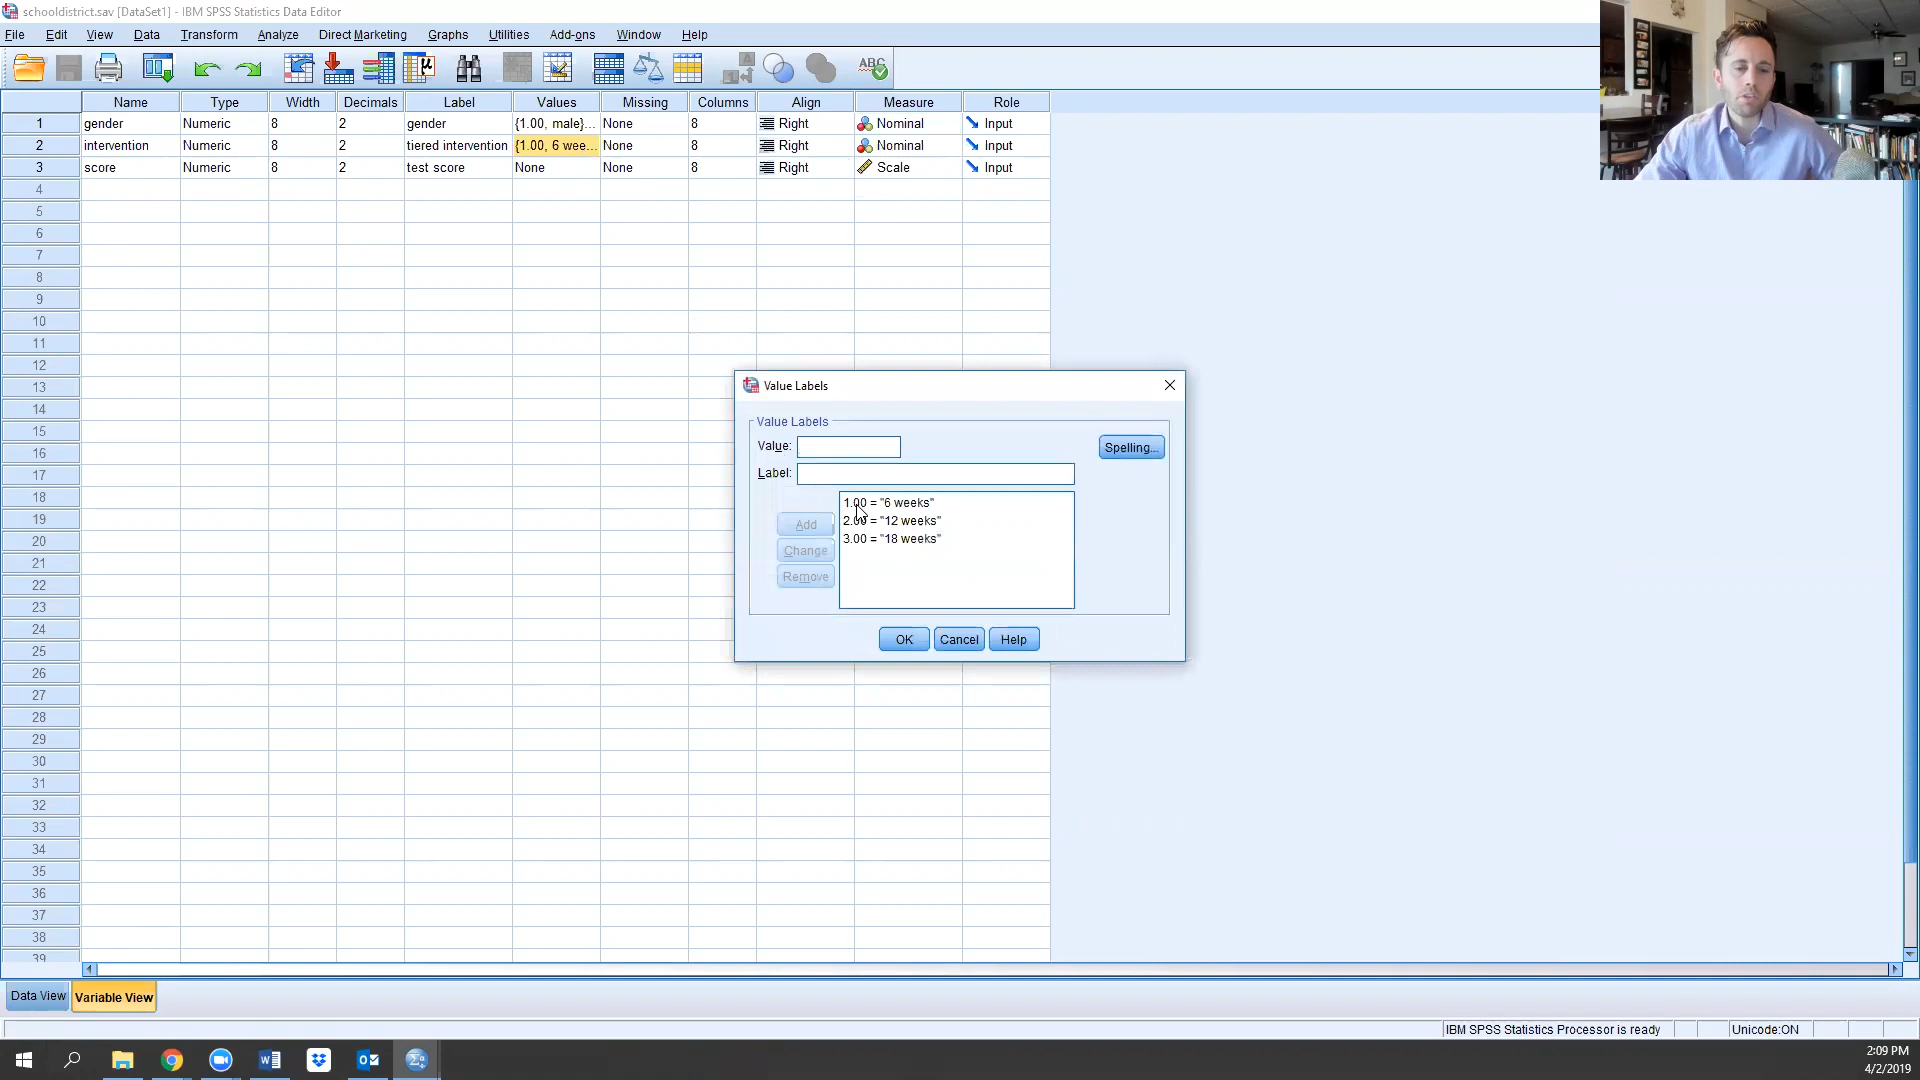 schooldistrict.sav [DataSet1] - IBM SPSS Statistics Data Editor
File Edit View Data Transform Analyze Direct Marketing Graphs Utilities Add-ons Window Help
Name Type Width Decimals Label Values Missing Columns Align Measure Role
1 gender Numeric 8 2 gender {1.00, male}... None 8 Right Nominal Input
2 intervention Numeric 8 2 tiered intervention {1.00, 6 wee... None 8 Right Nominal Input
3 score Numeric 8 2 test score None None 8 Right Scale Input
4
5
6
7
8
9
10
11
12
13
14
15
16
17
18
19
20
21
22
23
24
25
26
27
28
29
30
31
32
33
34
35
36
37
38
39
Value Labels
Value Labels
Value:
Spelling...
Label:
1.00 = "6 weeks"
2.00 = "12 weeks"
3.00 = "18 weeks"
Add
Change
Remove
OK Cancel Help
Data View Variable View
IBM SPSS Statistics Processor is ready Unicode:ON
2:09 PM
4/2/2019